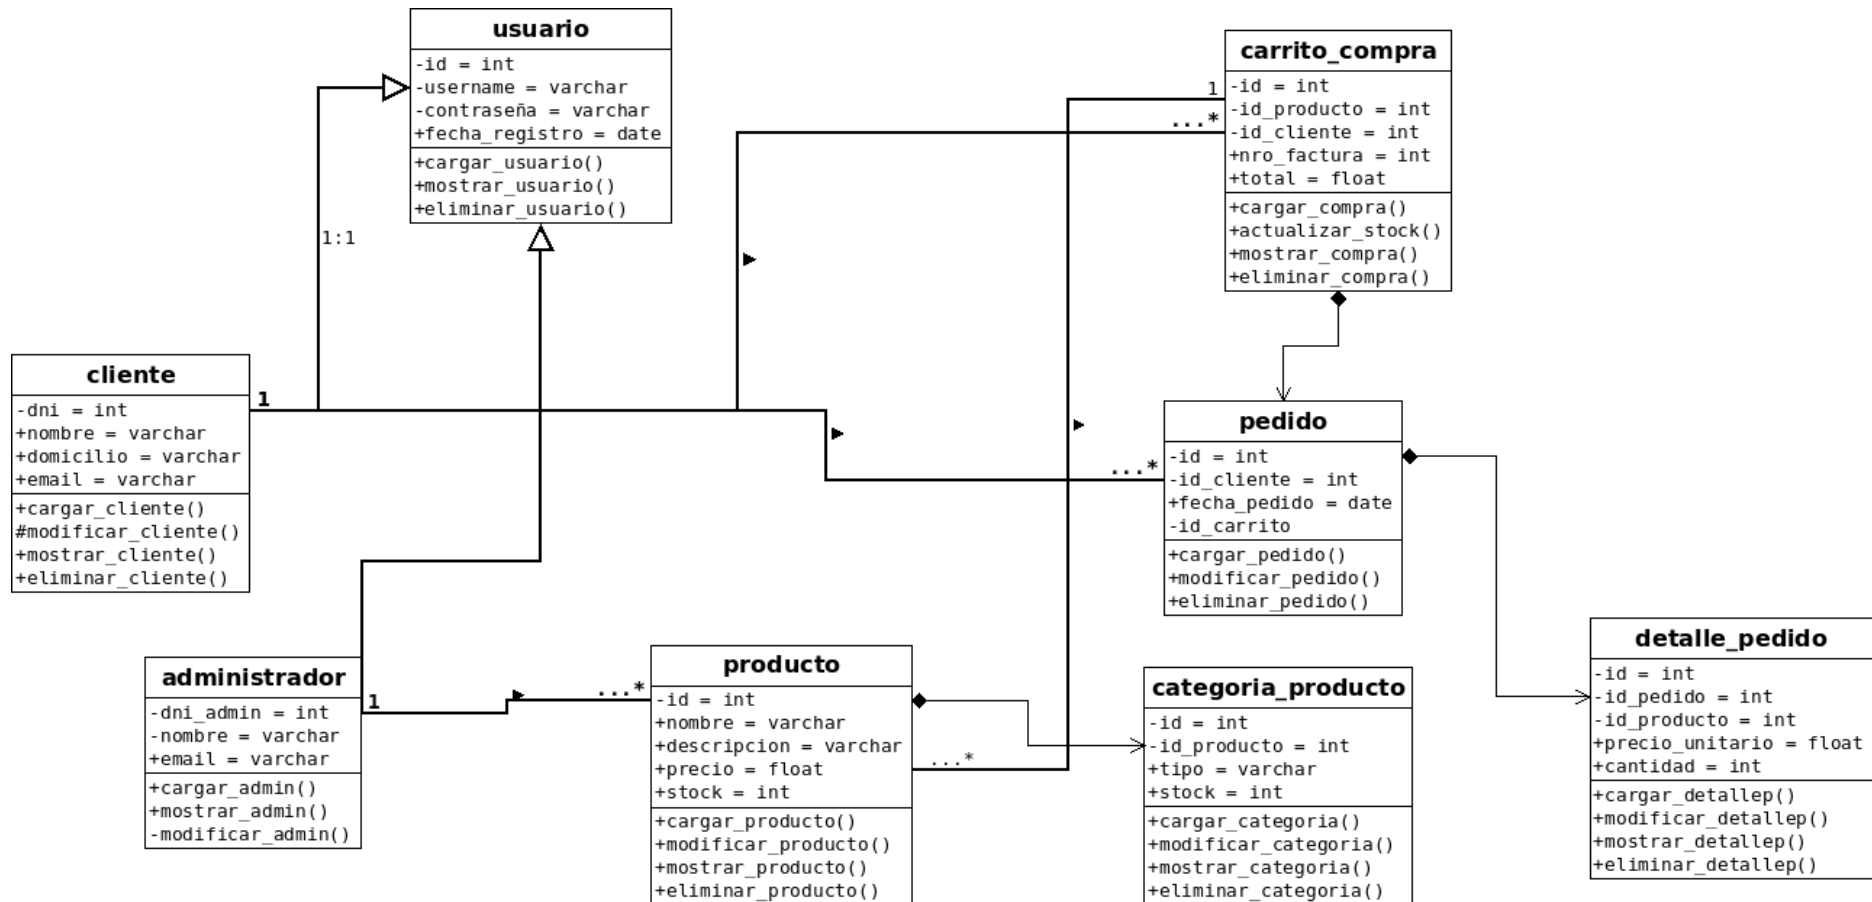 usuario
-id = int
-username = varchar
-contraseña = varchar
+fecha_registro = date
+cargar_usuario()
+mostrar_usuario()
+eliminar_usuario()
carrito_compra
-id = int
-id_producto = int
-id_cliente = int
+nro_factura = int
+total = float
+cargar_compra()
+actualizar_stock()
+mostrar_compra()
+eliminar_compra()
1
...*
1:1
cliente
-dni = int
+nombre = varchar
+domicilio = varchar
+email = varchar
+cargar_cliente()
#modificar_cliente()
+mostrar_cliente()
+eliminar_cliente()
1
...*
pedido
-id = int
-id_cliente = int
+fecha_pedido = date
-id_carrito
+cargar_pedido()
+modificar_pedido()
+eliminar_pedido()
administrador
-dni_admin = int
-nombre = varchar
+email = varchar
+cargar_admin()
+mostrar_admin()
-modificar_admin()
1
...*
producto
-id = int
+nombre = varchar
+descripcion = varchar
+precio = float
+stock = int
+cargar_producto()
+modificar_producto()
+mostrar_producto()
+eliminar_producto()
...*
categoria_producto
-id = int
-id_producto = int
+tipo = varchar
+stock = int
+cargar_categoria()
+modificar_categoria()
+mostrar_categoria()
+eliminar_categoria()
detalle_pedido
-id = int
-id_pedido = int
-id_producto = int
+precio_unitario = float
+cantidad = int
+cargar_detallep()
+modificar_detallep()
+mostrar_detallep()
+eliminar_detallep()